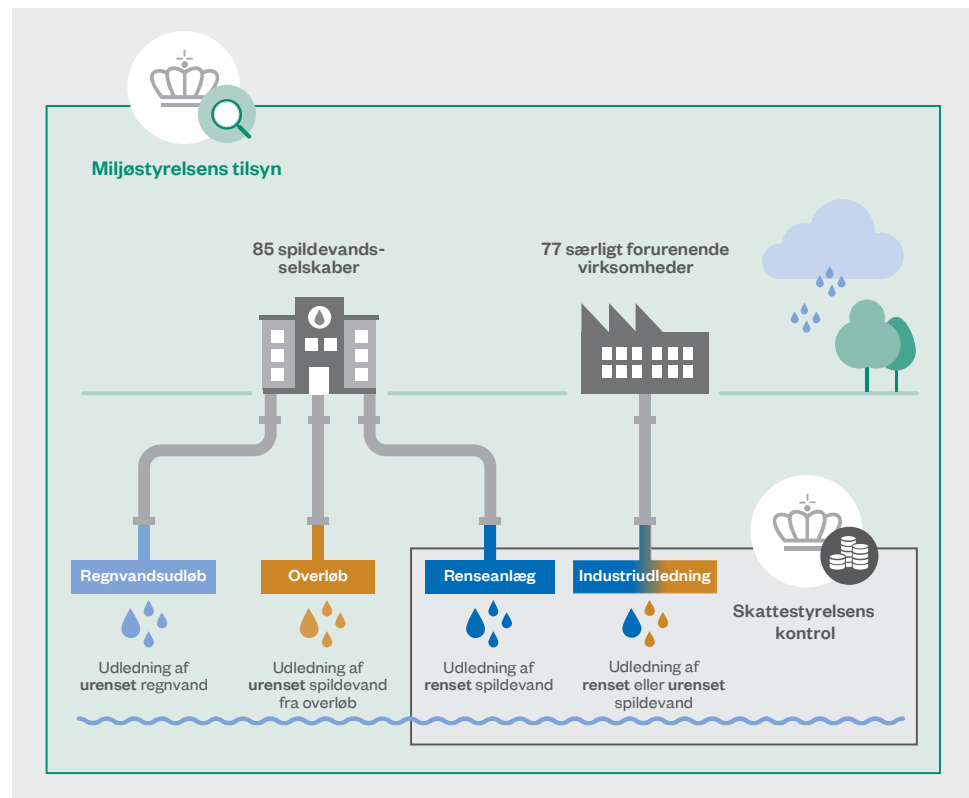 Miljøstyrelsens tilsyn
85 spildevands-
selskaber
77 særligt forurenende
virksomheder
Regnvandsudløb
Overløb
Renseanlæg
Industriudledning
Skattestyrelsens
kontrol
Udledning af
urenset regnvand
Udledning af
urenset spildevand
fra overløb
Udledning af
renset spildevand
Udledning af
renset eller urenset
spildevand